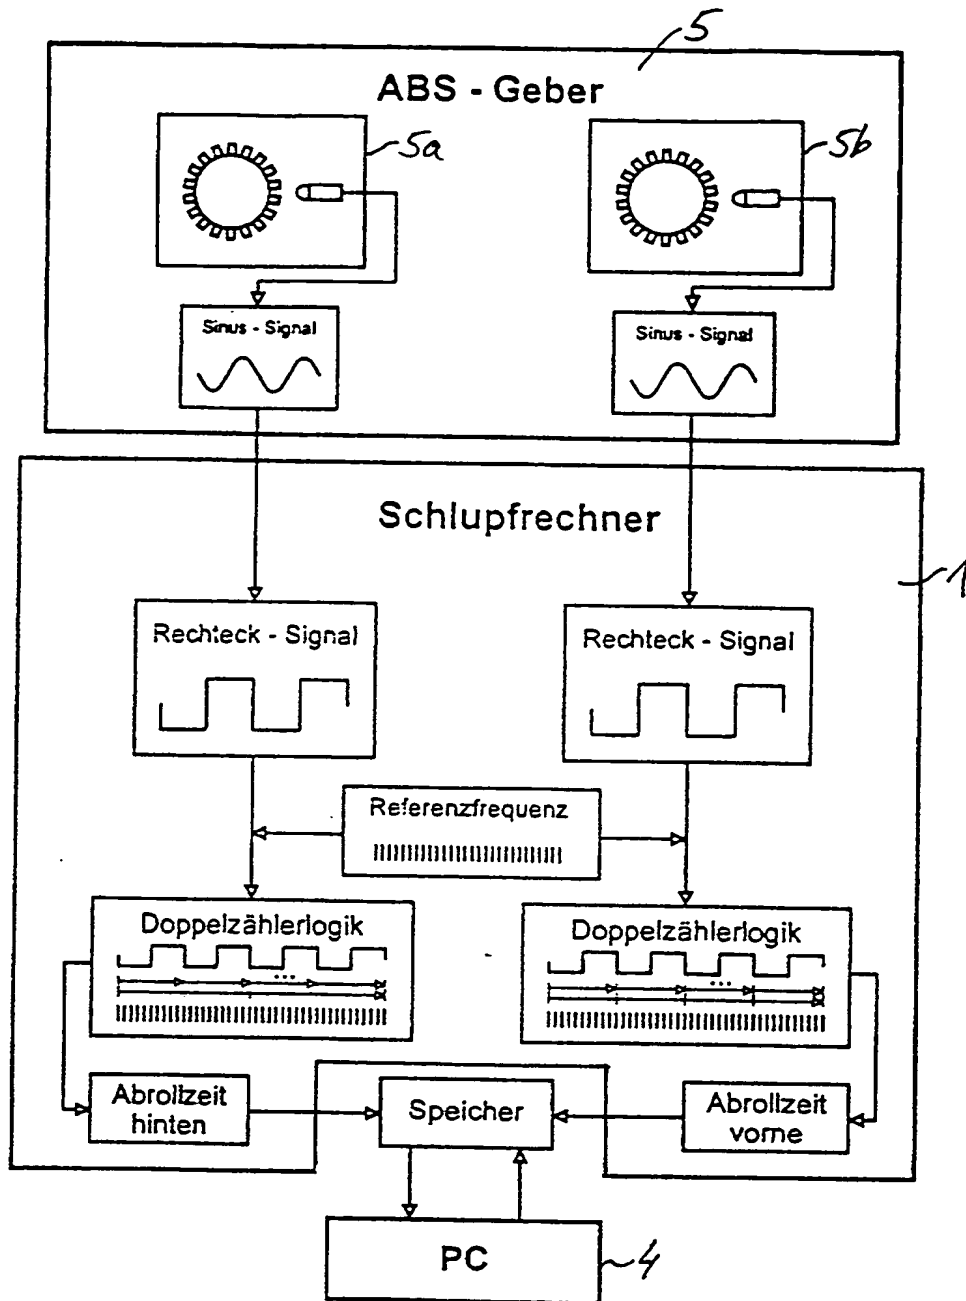 5
ABS - Geber
5a
5b
Sinus - Signal
Sinus - Signal
Schlupfrechner
1
Rechteck - Signal
Rechteck - Signal
Referenzfrequenz
Doppelzählerlogik
...
Doppelzählerlogik
...
Abrollzeit
hinten
Speicher
Abrollzeit
vorne
PC
4